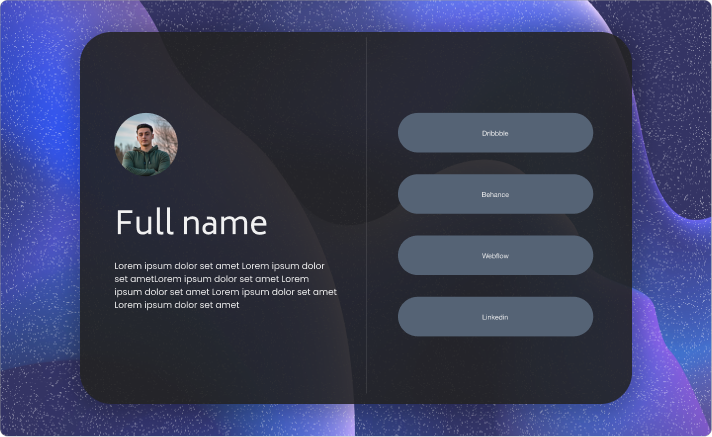 Full name
Lorem ipsum dolor set amet Lorem ipsum dolor
set ametLorem ipsum dolor set amet Lorem
ipsum dolor set amet Lorem ipsum dolor set amet
Lorem ipsum dolor set amet
Dribbble
Behance
Webflow
Linkedin